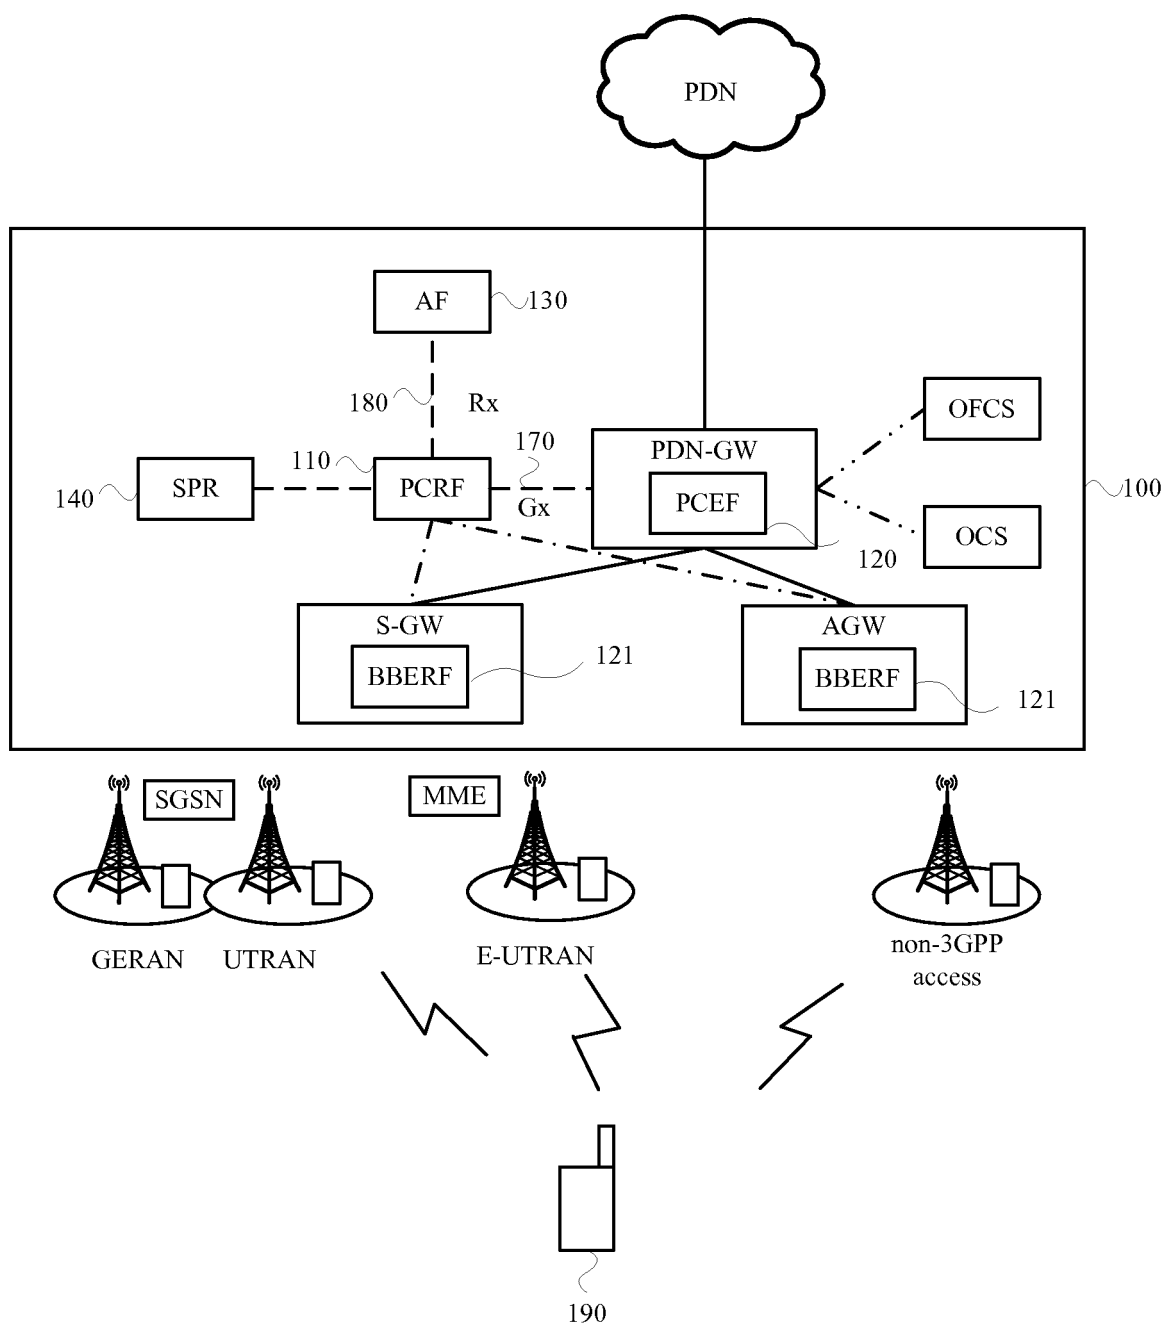 PDN
AF
130
180
Rx
OFCS
110
170
PDN-GW
SPR
PCRF
PCEF
140
Gx
100
OCS
120
S-GW
AGW
BBERF
121
BBERF
121
SGSN
MME
GERAN
UTRAN
E-UTRAN
non-3GPP
access
190